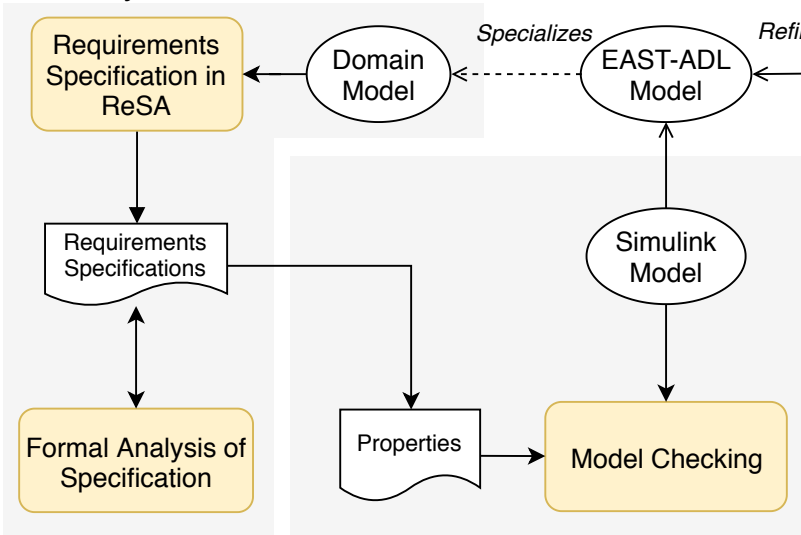 Specializes
Refi
Requirements
Specification in
ReSA
Domain
Model
EAST-ADL
Model
Requirements
Specifications
Simulink
Model
Formal Analysis of
Specification
Properties
Model Checking